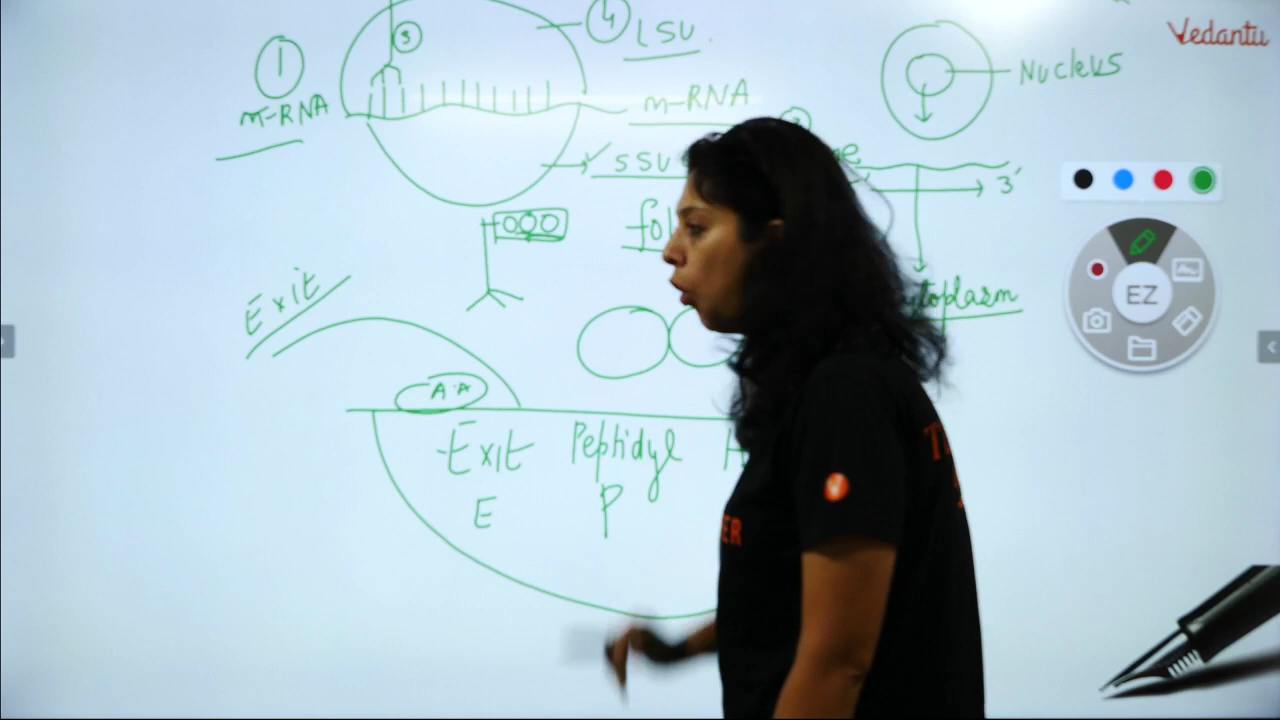 Vedantu
4
LSU
3
1
m-RNA
m-RNA
Nucleus
SSU
3'
Exit
A.A
EZ
Exit
Peptidyl
E
P